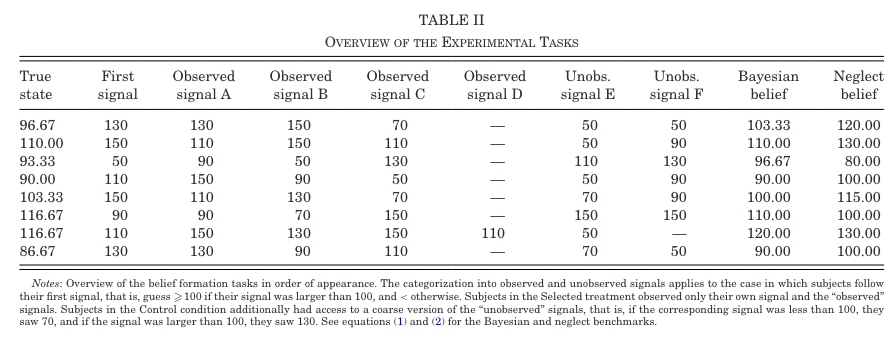 TABLE II
OVERVIEW OF THE EXPERIMENTAL TASKS
True state First signal Observed signal A Observed signal B Observed signal C Observed signal D Unobs. signal E Unobs. signal F Bayesian belief Neglect belief
96.67 130 130 150 70 — 50 50 103.33 120.00
110.00 150 110 150 110 — 50 90 110.00 130.00
93.33 50 90 50 130 — 110 130 96.67 80.00
90.00 110 150 90 50 — 50 90 90.00 100.00
103.33 150 110 130 70 — 70 90 100.00 115.00
116.67 90 90 70 150 — 150 150 110.00 100.00
116.67 110 150 130 150 110 50 — 120.00 130.00
86.67 130 130 90 110 — 70 50 90.00 100.00
Notes: Overview of the belief formation tasks in order of appearance. The categorization into observed and unobserved signals applies to the case in which subjects follow
their first signal, that is, guess ⩾100 if their signal was larger than 100, and < otherwise. Subjects in the Selected treatment observed only their own signal and the “observed”
signals. Subjects in the Control condition additionally had access to a coarse version of the “unobserved” signals, that is, if the corresponding signal was less than 100, they
saw 70, and if the signal was larger than 100, they saw 130. See equations (1) and (2) for the Bayesian and neglect benchmarks.